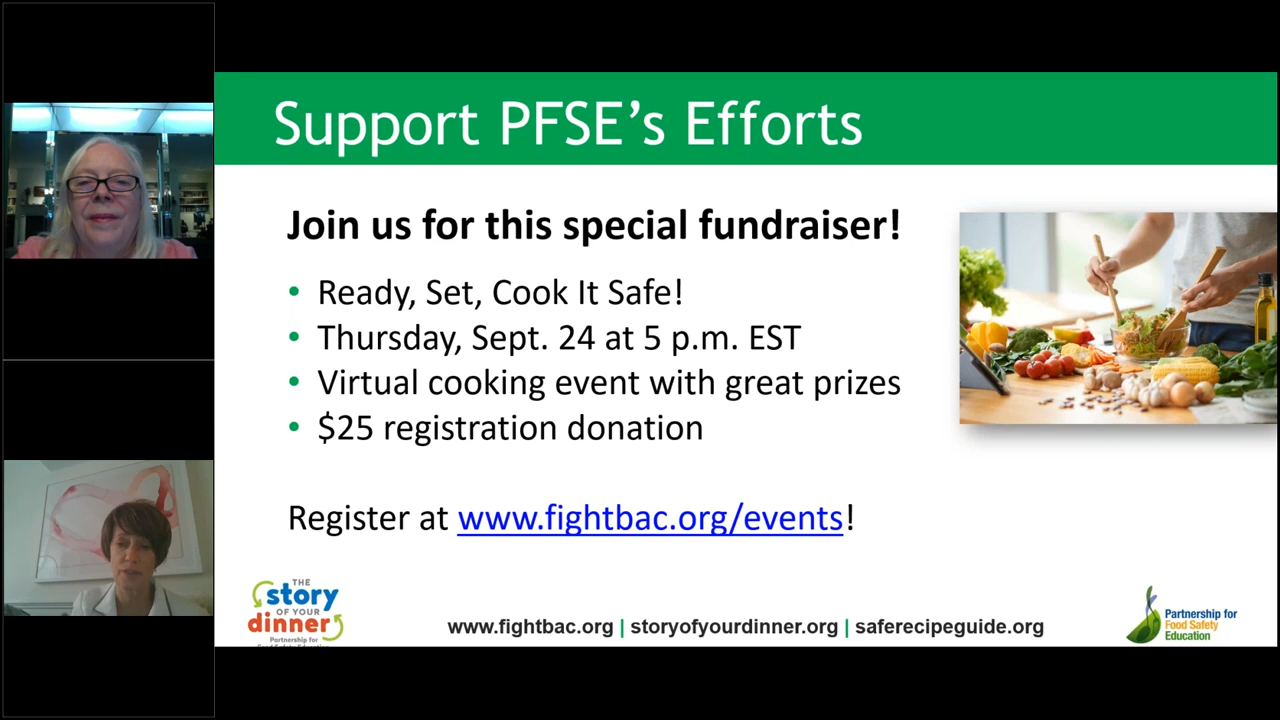 Support PFSE’s Efforts
Join us for this special fundraiser!
• Ready, Set, Cook It Safe!
• Thursday, Sept. 24 at 5 p.m. EST
• Virtual cooking event with great prizes
• $25 registration donation
Register at www.fightbac.org/events!
THE
story
OF YOUR
dinner
Partnership for
www.fightbac.org | storyofyourdinner.org | saferecipeguide.org
Partnership for
Food Safety
Education